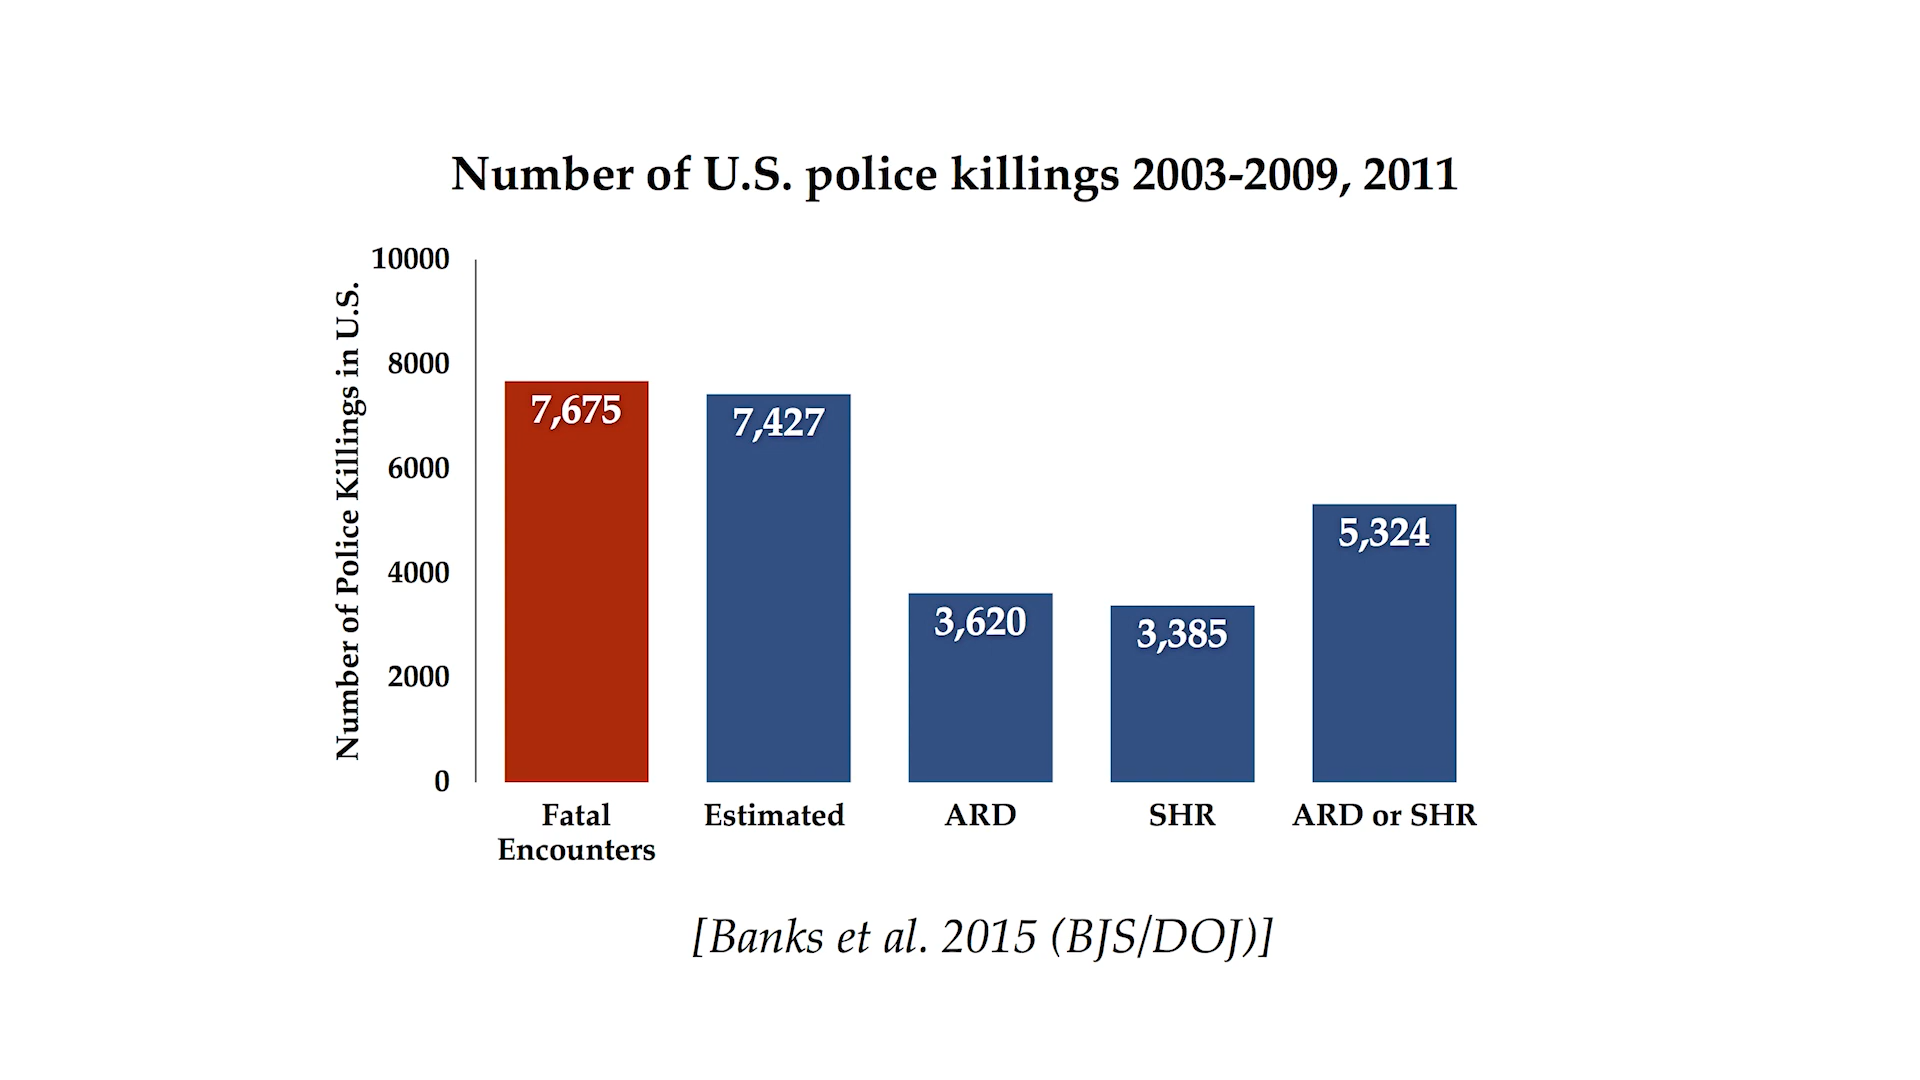 Number of U.S. police killings 2003-2009, 2011
Number of Police Killings in U.S.
10000
8000
6000
4000
2000
0
7,675
7,427
3,620
3,385
5,324
Fatal
Encounters
Estimated
ARD
SHR
ARD or SHR
[Banks et al. 2015 (BJS/DOJ)]